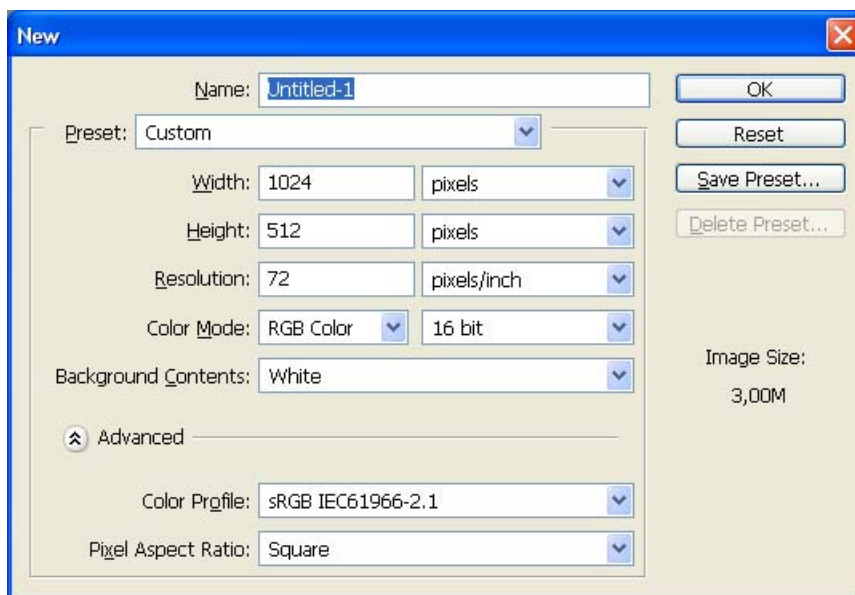 New
Name: Untitled-1
OK
Preset: Custom
Reset
Width: 1024 pixels
Save Preset...
Height: 512 pixels
Delete Preset...
Resolution: 72 pixels/inch
Color Mode: RGB Color 16 bit
Image Size:
Background Contents: White
3,00M
Advanced
Color Profile: sRGB IEC61966-2.1
Pixel Aspect Ratio: Square